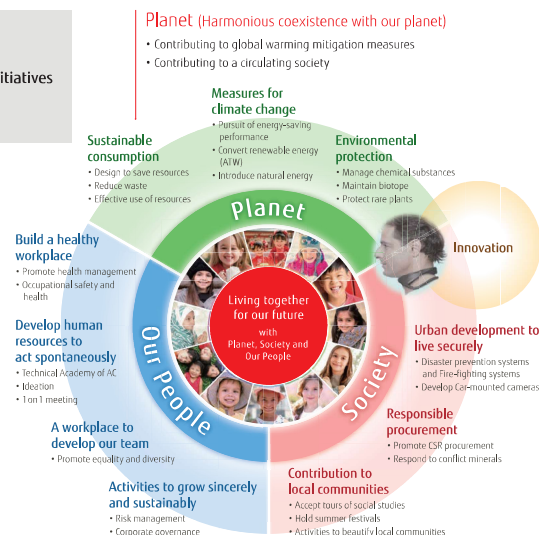 itiatives
Planet (Harmonious coexistence with our planet)
• Contributing to global warming mitigation measures
• Contributing to a circulating society
Measures for
climate change
• Pursuit of energy-saving
performance
• Convert renewable energy
(ATW)
• Introduce natural energy
Sustainable
consumption
• Design to save resources
• Reduce waste
• Effective use of resources
Environmental
protection
• Manage chemical substances
• Maintain biotope
• Protect rare plants
Planet
Innovation
Build a healthy
workplace
• Promote health management
• Occupational safety and
health
Living together
for our future
with
Planet, Society and
Our People
Develop human
resources to
act spontaneously
• Technical Academy of AC
• Ideation
• 1on1 meeting
Our People
Society
Urban development to
live securely
• Disaster prevention systems
and Fire-fighting systems
• Develop Car-mounted cameras
Responsible
procurement
• Promote CSR procurement
• Respond to conflict minerals
A workplace to
develop our team
• Promote equality and diversity
Contribution to
local communities
• Accept tours of social studies
• Hold summer festivals
• Activities to beautify local communities
Activities to grow sincerely
and sustainably
• Risk management
• Corporate governance